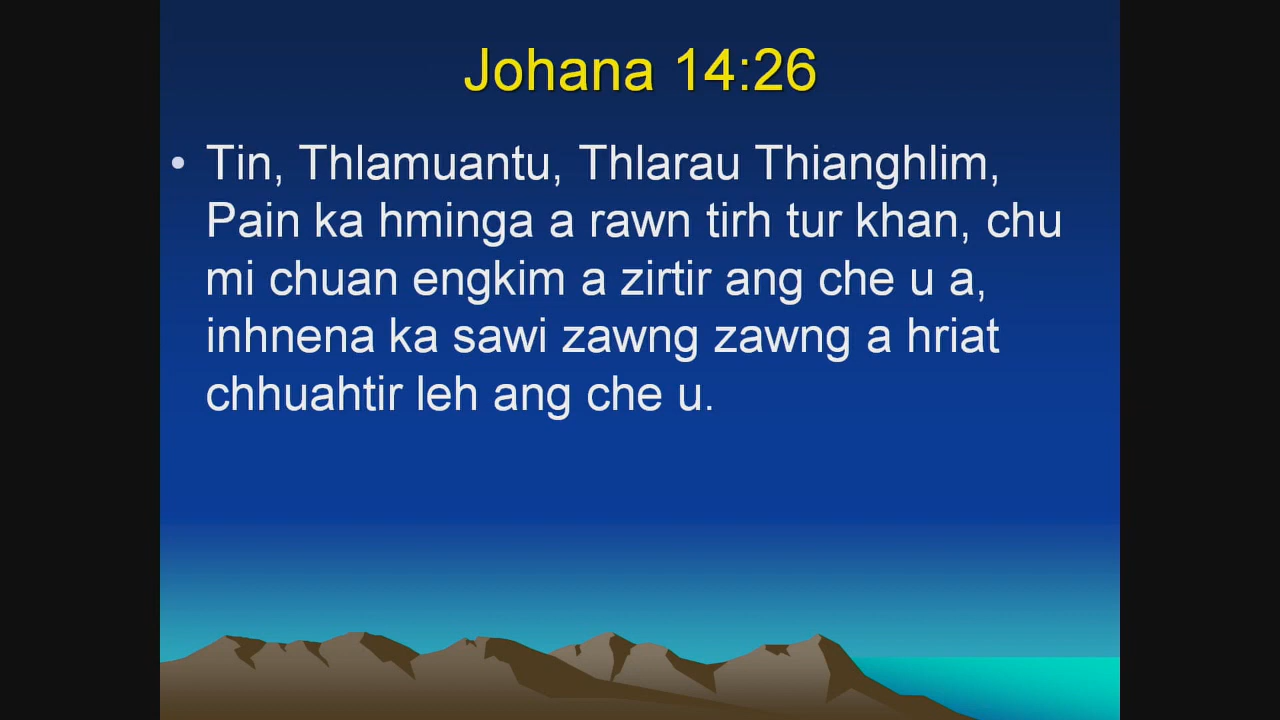 Johana 14:26
• Tin, Thlamuantu, Thlarau Thianghlim,
Pain ka hminga a rawn tirh tur khan, chu
mi chuan engkim a zirtir ang che u a,
inhnena ka sawi zawng zawng a hriat
chhuahtir leh ang che u.